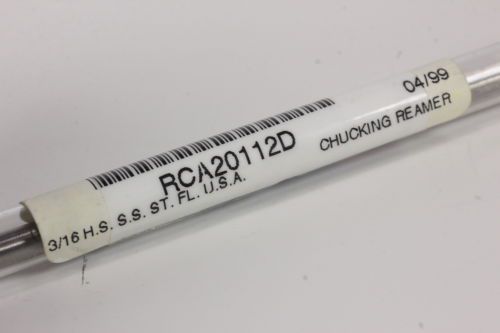 04/99
RCA20112D
CHUCKING REAMER
3/16 H.S. S.S. ST. FL. U.S.A.